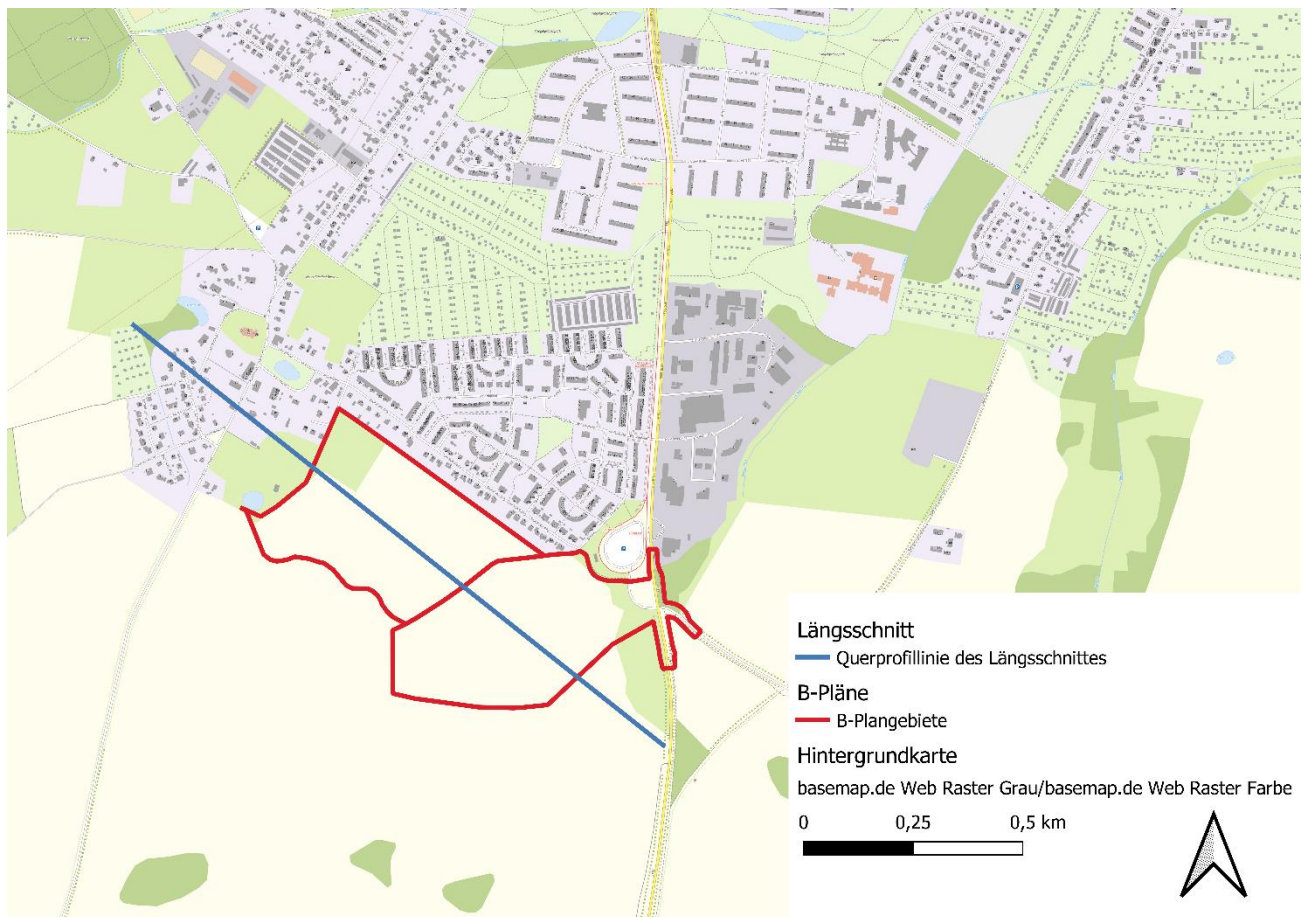 Längsschnitt
Querprofillinie des Längsschnittes
B-Pläne
B-Plangebiete
Hintergrundkarte
basemap.de Web Raster Grau/basemap.de Web Raster Farbe
0 0,25 0,5 km